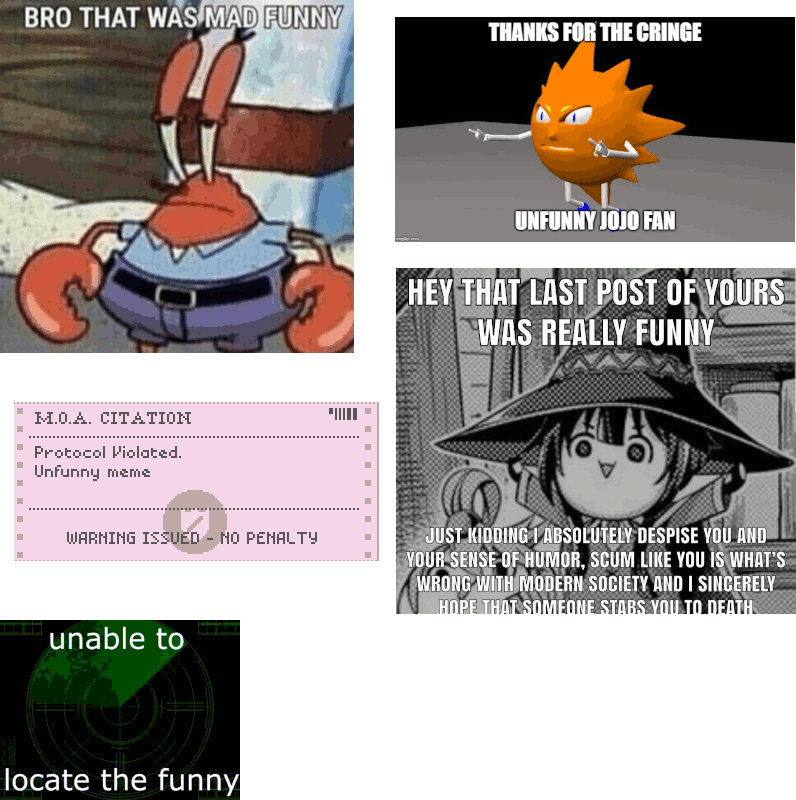 BRO THAT WAS MAD FUNNY
THANKS FOR THE CRINGE
UNFUNNY JOJO FAN
imgflip.com
HEY THAT LAST POST OF YOURS
WAS REALLY FUNNY
JUST KIDDING I ABSOLUTELY DESPISE YOU AND
YOUR SENSE OF HUMOR, SCUM LIKE YOU IS WHAT'S
WRONG WITH MODERN SOCIETY AND I SINCERELY
HOPE THAT SOMEONE STABS YOU TO DEATH
M.O.A. CITATION
Protocol Violated.
Unfunny meme
WARNING ISSUED - NO PENALTY
unable to
locate the funny